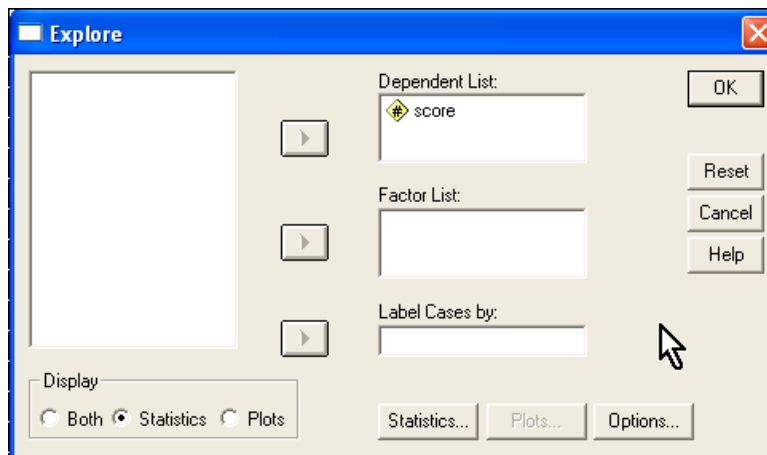 Explore
Dependent List:
# score
OK
Reset
Factor List:
Cancel
Help
Label Cases by:
Display
Both Statistics Plots
Statistics... Plots... Options...